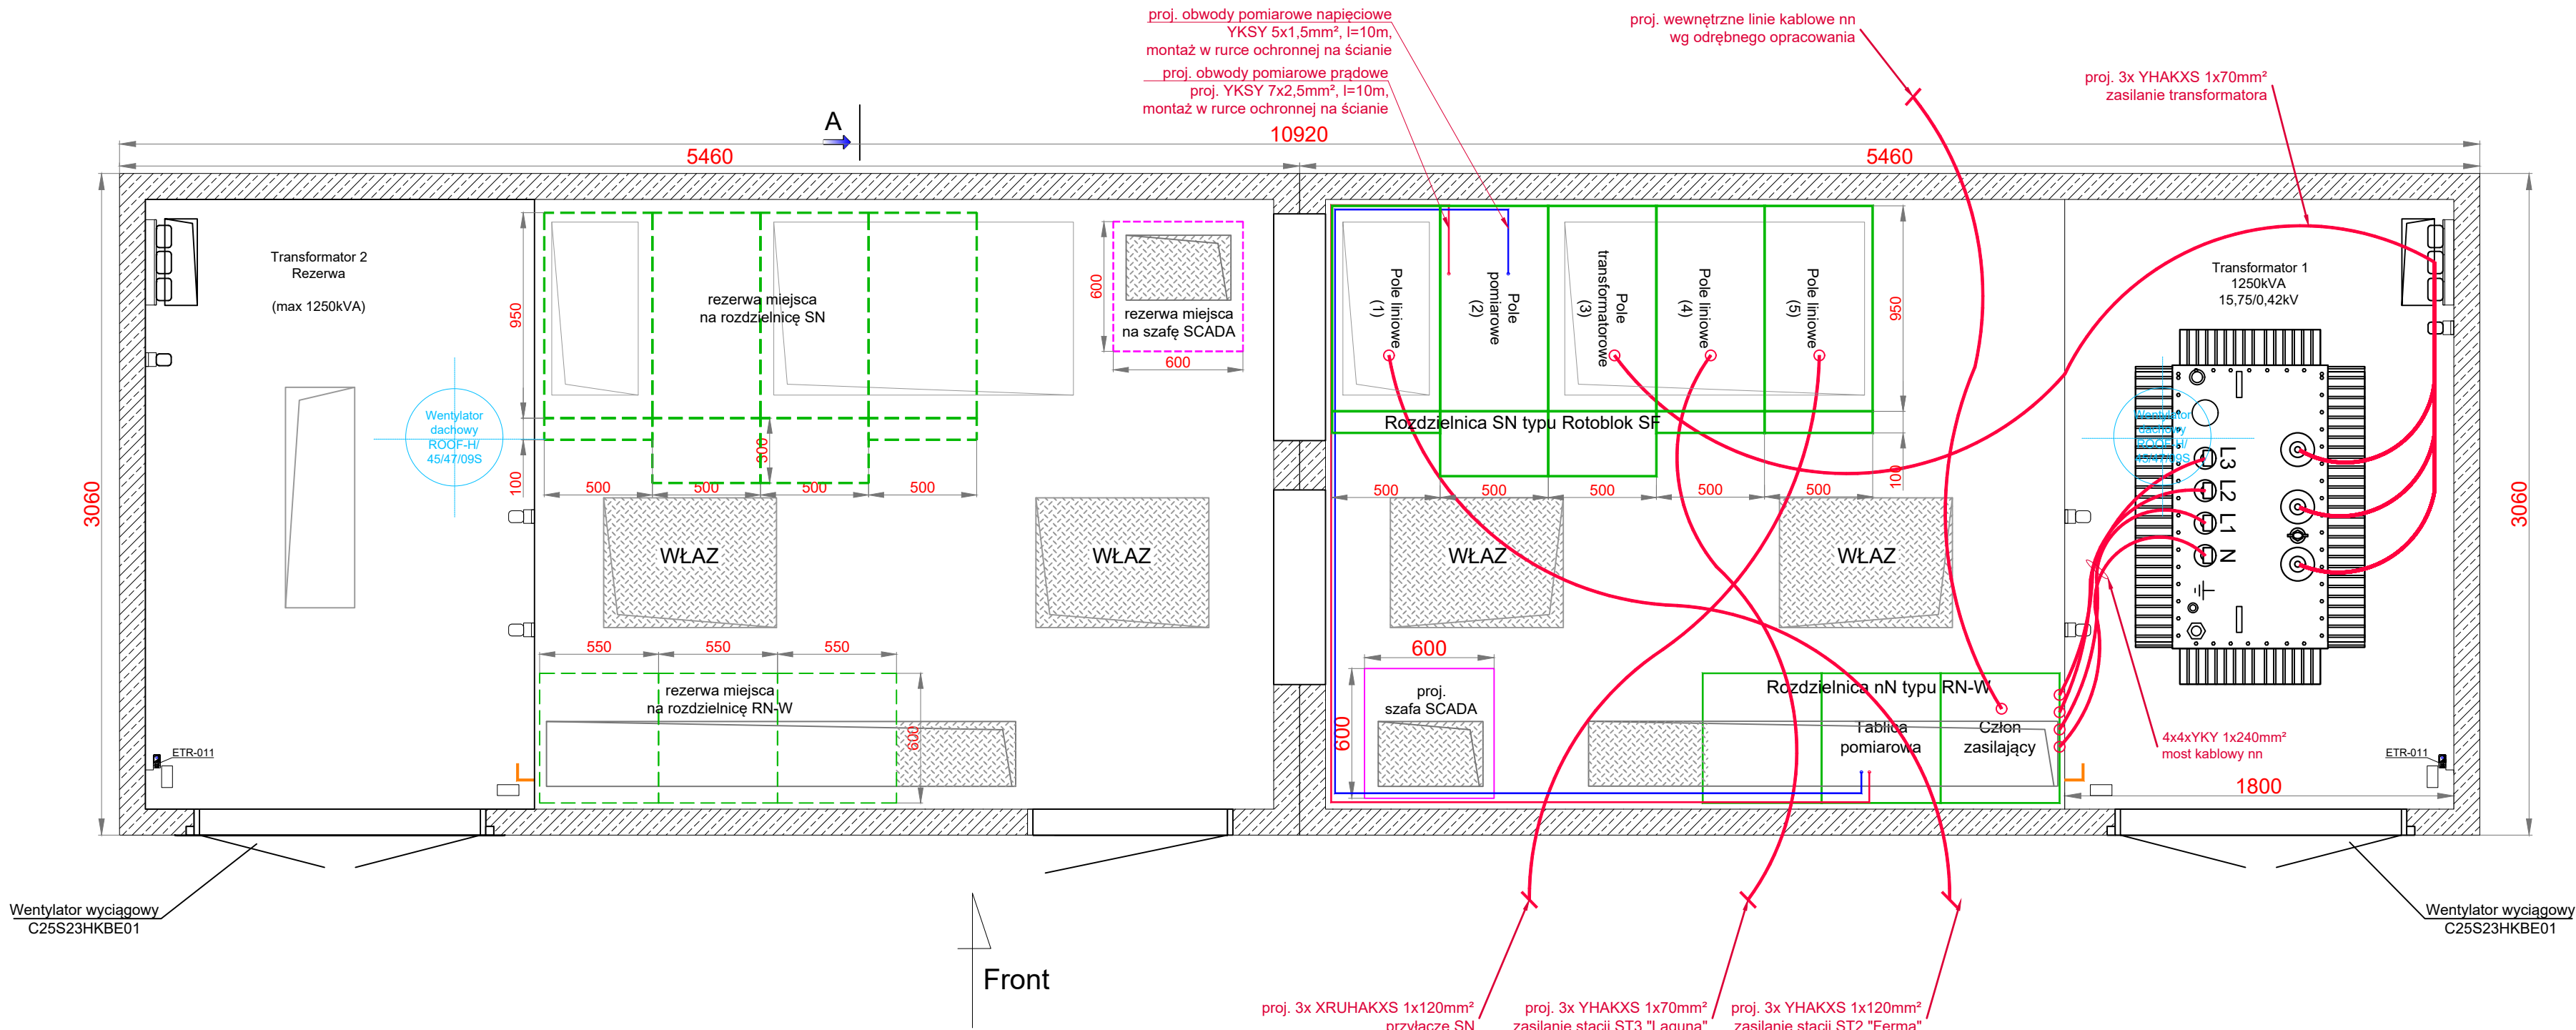 proj. obwody pomiarowe napięciowe
YKSY 5x1,5mm², l=10m,
montaż w rurce ochronnej na ścianie
proj. obwody pomiarowe prądowe
proj. YKSY 7x2,5mm², l=10m,
montaż w rurce ochronnej na ścianie
proj. wewnętrzne linie kablowe nn
wg odrębnego opracowania
proj. 3x YHAKXS 1x70mm²
zasilanie transformatora
A
10920
5460
5460
3060
3060
Transformator 2
Rezerwa
(max 1250kVA)
Wentylator
dachowy
ROOF-H/
45/47/09S
950
100
rezerwa miejsca
na rozdzielnicę SN
300
500
500
500
500
600
rezerwa miejsca
na szafę SCADA
600
Pole liniowe
(1)
Pole
pomiarowe
(2)
Pole
transformatorowe
(3)
Pole liniowe
(4)
Pole liniowe
(5)
950
100
Rozdzielnica SN typu Rotoblok SF
500
500
500
500
500
Transformator 1
1250kVA
15,75/0,42kV
Wentylator
dachowy
ROOF-H/
45/47/09S
L3
L2
L1
N
WŁAZ
WŁAZ
WŁAZ
WŁAZ
550
550
550
rezerwa miejsca
na rozdzielnicę RN-W
600
600
600
proj.
szafa SCADA
Rozdzielnica nN typu RN-W
Tablica
pomiarowa
Człon
zasilający
4x4xYKY 1x240mm²
most kablowy nn
1800
ETR-011
ETR-011
Wentylator wyciągowy
C25S23HKBE01
Wentylator wyciągowy
C25S23HKBE01
Front
proj. 3x XRUHAKXS 1x120mm²
przyłącze SN
proj. 3x YHAKXS 1x70mm²
zasilanie stacji ST3 "Laguna"
proj. 3x YHAKXS 1x120mm²
zasilanie stacji ST2 "Ferma"